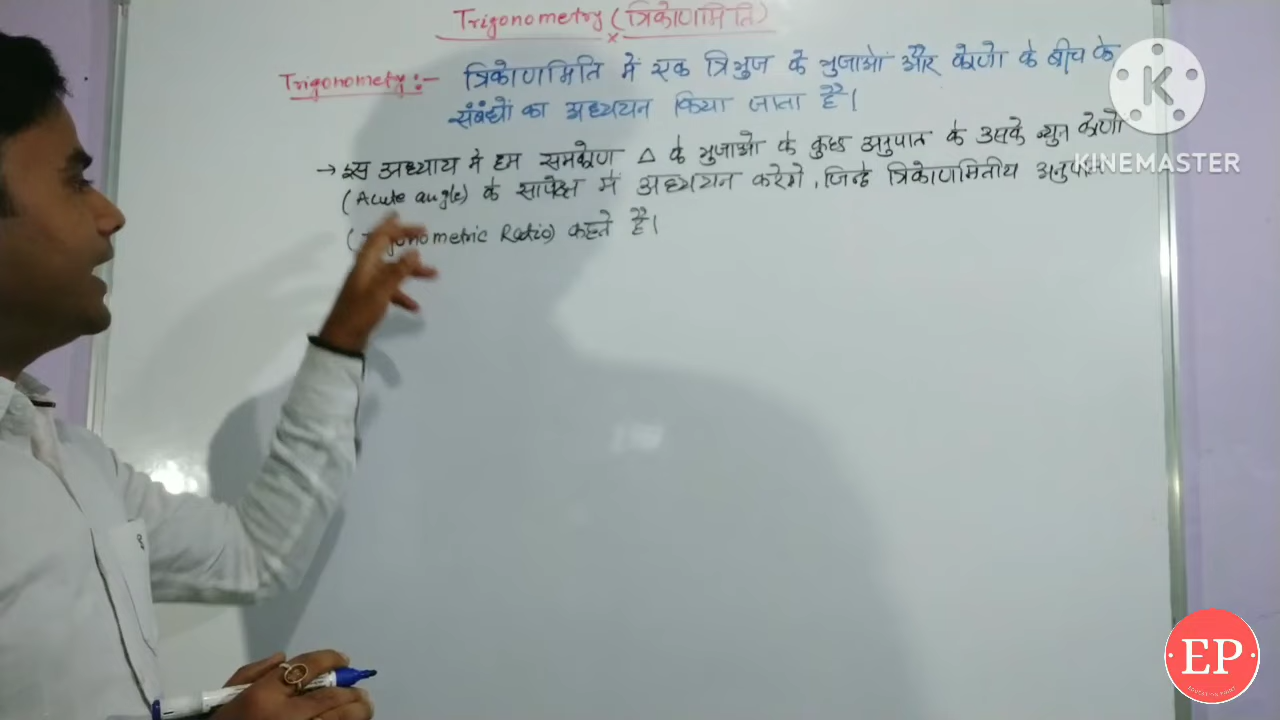 Trigonometry (त्रिकोणमिति)
Trigonometry :- त्रिकोणमिति में एक त्रिभुज के भुजाओं और कोणो के बीच के
संबंधों का अध्ययन किया जाता है।
→ इस अध्याय में हम समकोण △ के भुजाओ के कुछ अनुपात के उसके न्युन कोणों
(Acute angle) के सापेक्ष में अध्ययन करेगे, जिन्हे त्रिकोणमितीय अनुपात
(Trigonometric Ratio) कहते है।
K
KINEMASTER
EP